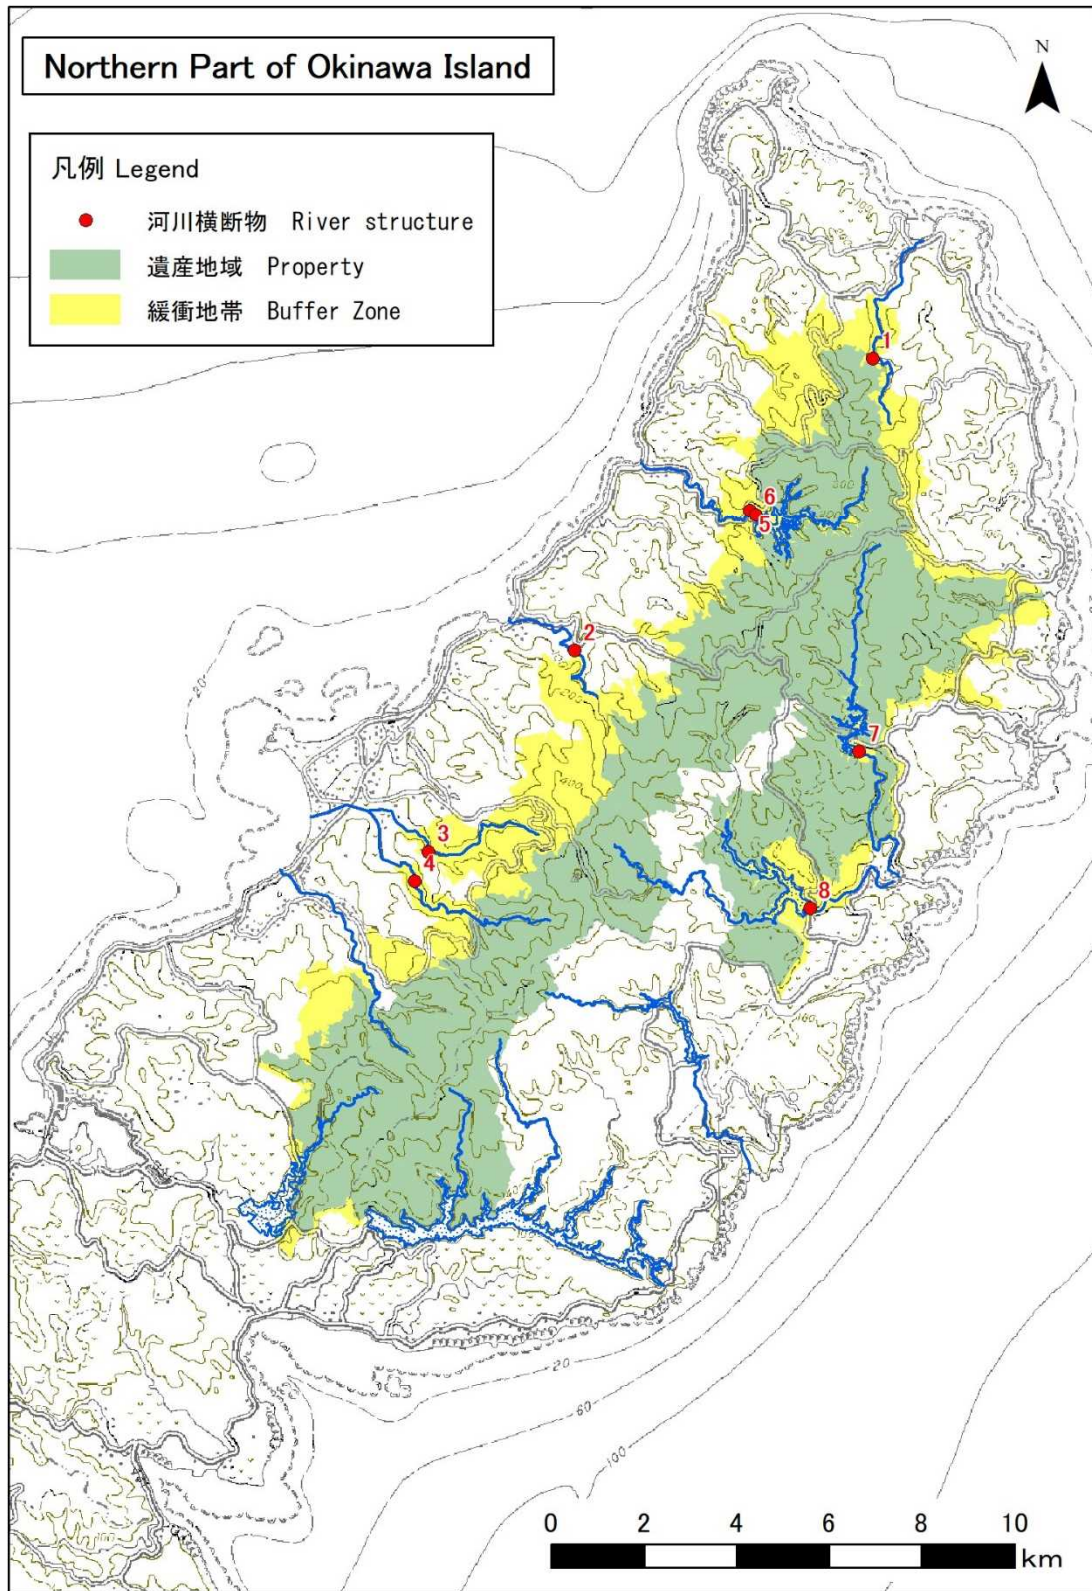 Northern Part of Okinawa Island
N
凡例 Legend
河川横断物 River structure
遺産地域 Property
緩衝地帯 Buffer Zone
1
6
5
2
20
7
400
3
4
8
20
60
100
0 2 4 6 8 10
km